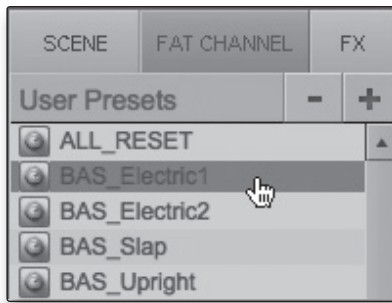 SCENE FAT CHANNEL FX
User Presets - +
ALL_RESET
BAS_Electric1
BAS_Electric2
BAS_Slap
BAS_Upright